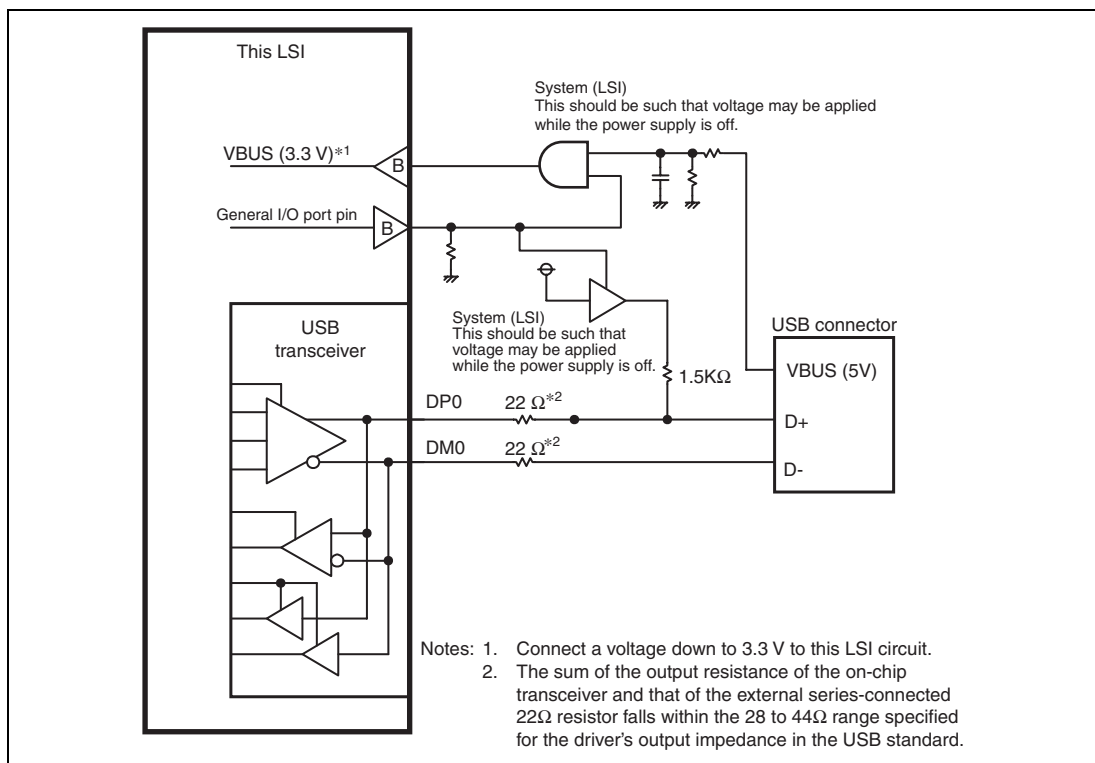 This LSI
System (LSI)
This should be such that voltage may be applied
while the power supply is off.
VBUS (3.3 V)*1
B
General I/O port pin
B
System (LSI)
This should be such that
voltage may be applied
while the power supply is off.
USB
transceiver
USB connector
1.5KΩ
VBUS (5V)
DP0
22 Ω*2
D+
DM0
22 Ω*2
D-
Notes: 1. Connect a voltage down to 3.3 V to this LSI circuit.
2. The sum of the output resistance of the on-chip
transceiver and that of the external series-connected
22Ω resistor falls within the 28 to 44Ω range specified
for the driver's output impedance in the USB standard.